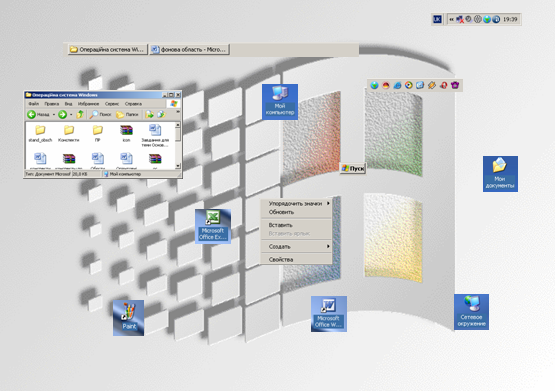 UK
19:39
Операційна система Wi...
фонова область - Micro...
Операційна система Windows
Файл Правка Вид Избранное Сервис Справка
Назад
Поиск
Папки
stand_obsch
Конспекти
ПР
icon
Завдання для
теми Основ...
Тип: Документ Microsof 20,0 КБ
Мой компьютер
Мой
компьютер
Пуск
Мои
документы
Упорядочить значки
Обновить
Вставить
Вставить ярлык
Создать
Свойства
Microsoft
Office Ex...
Paint
Microsoft
Office W...
Сетевое
окружение